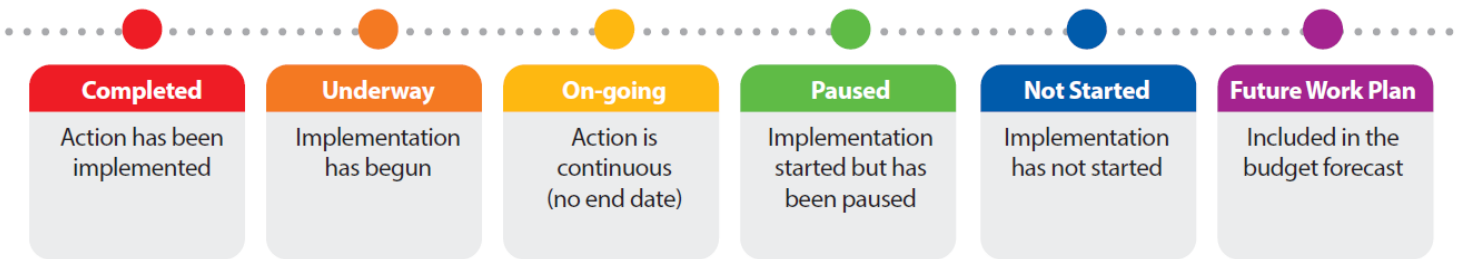 Completed
Action has been
implemented
Underway
Implementation
has begun
On-going
Action is
continuous
(no end date)
Paused
Implementation
started but has
been paused
Not Started
Implementation
has not started
Future Work Plan
Included in the
budget forecast